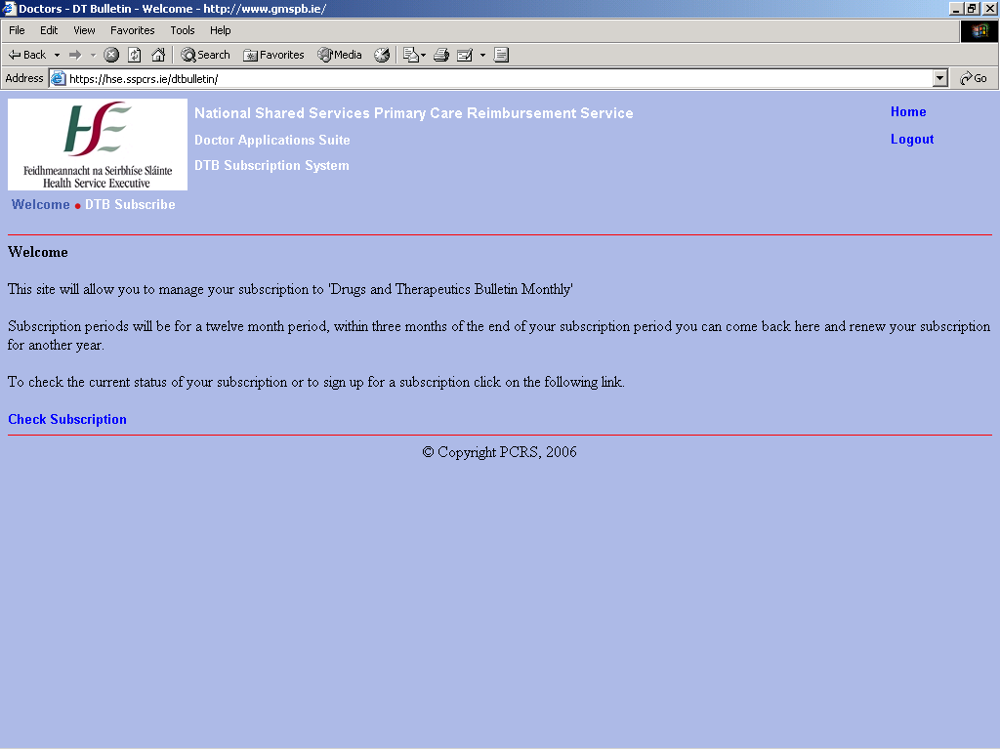 Doctors - DT Bulletin - Welcome - http://www.gmspb.ie/
File Edit View Favorites Tools Help
Back Search Favorites Media
Address https://hse.sspcrs.ie/dtbulletin/ Go
HSE
Feidhmeannacht na Seirbhíse Sláinte
Health Service Executive
National Shared Services Primary Care Reimbursement Service
Doctor Applications Suite
DTB Subscription System
Home
Logout
Welcome DTB Subscribe
Welcome
This site will allow you to manage your subscription to 'Drugs and Therapeutics Bulletin Monthly'
Subscription periods will be for a twelve month period, within three months of the end of your subscription period you can come back here and renew your subscription
for another year.
To check the current status of your subscription or to sign up for a subscription click on the following link.
Check Subscription
© Copyright PCRS, 2006